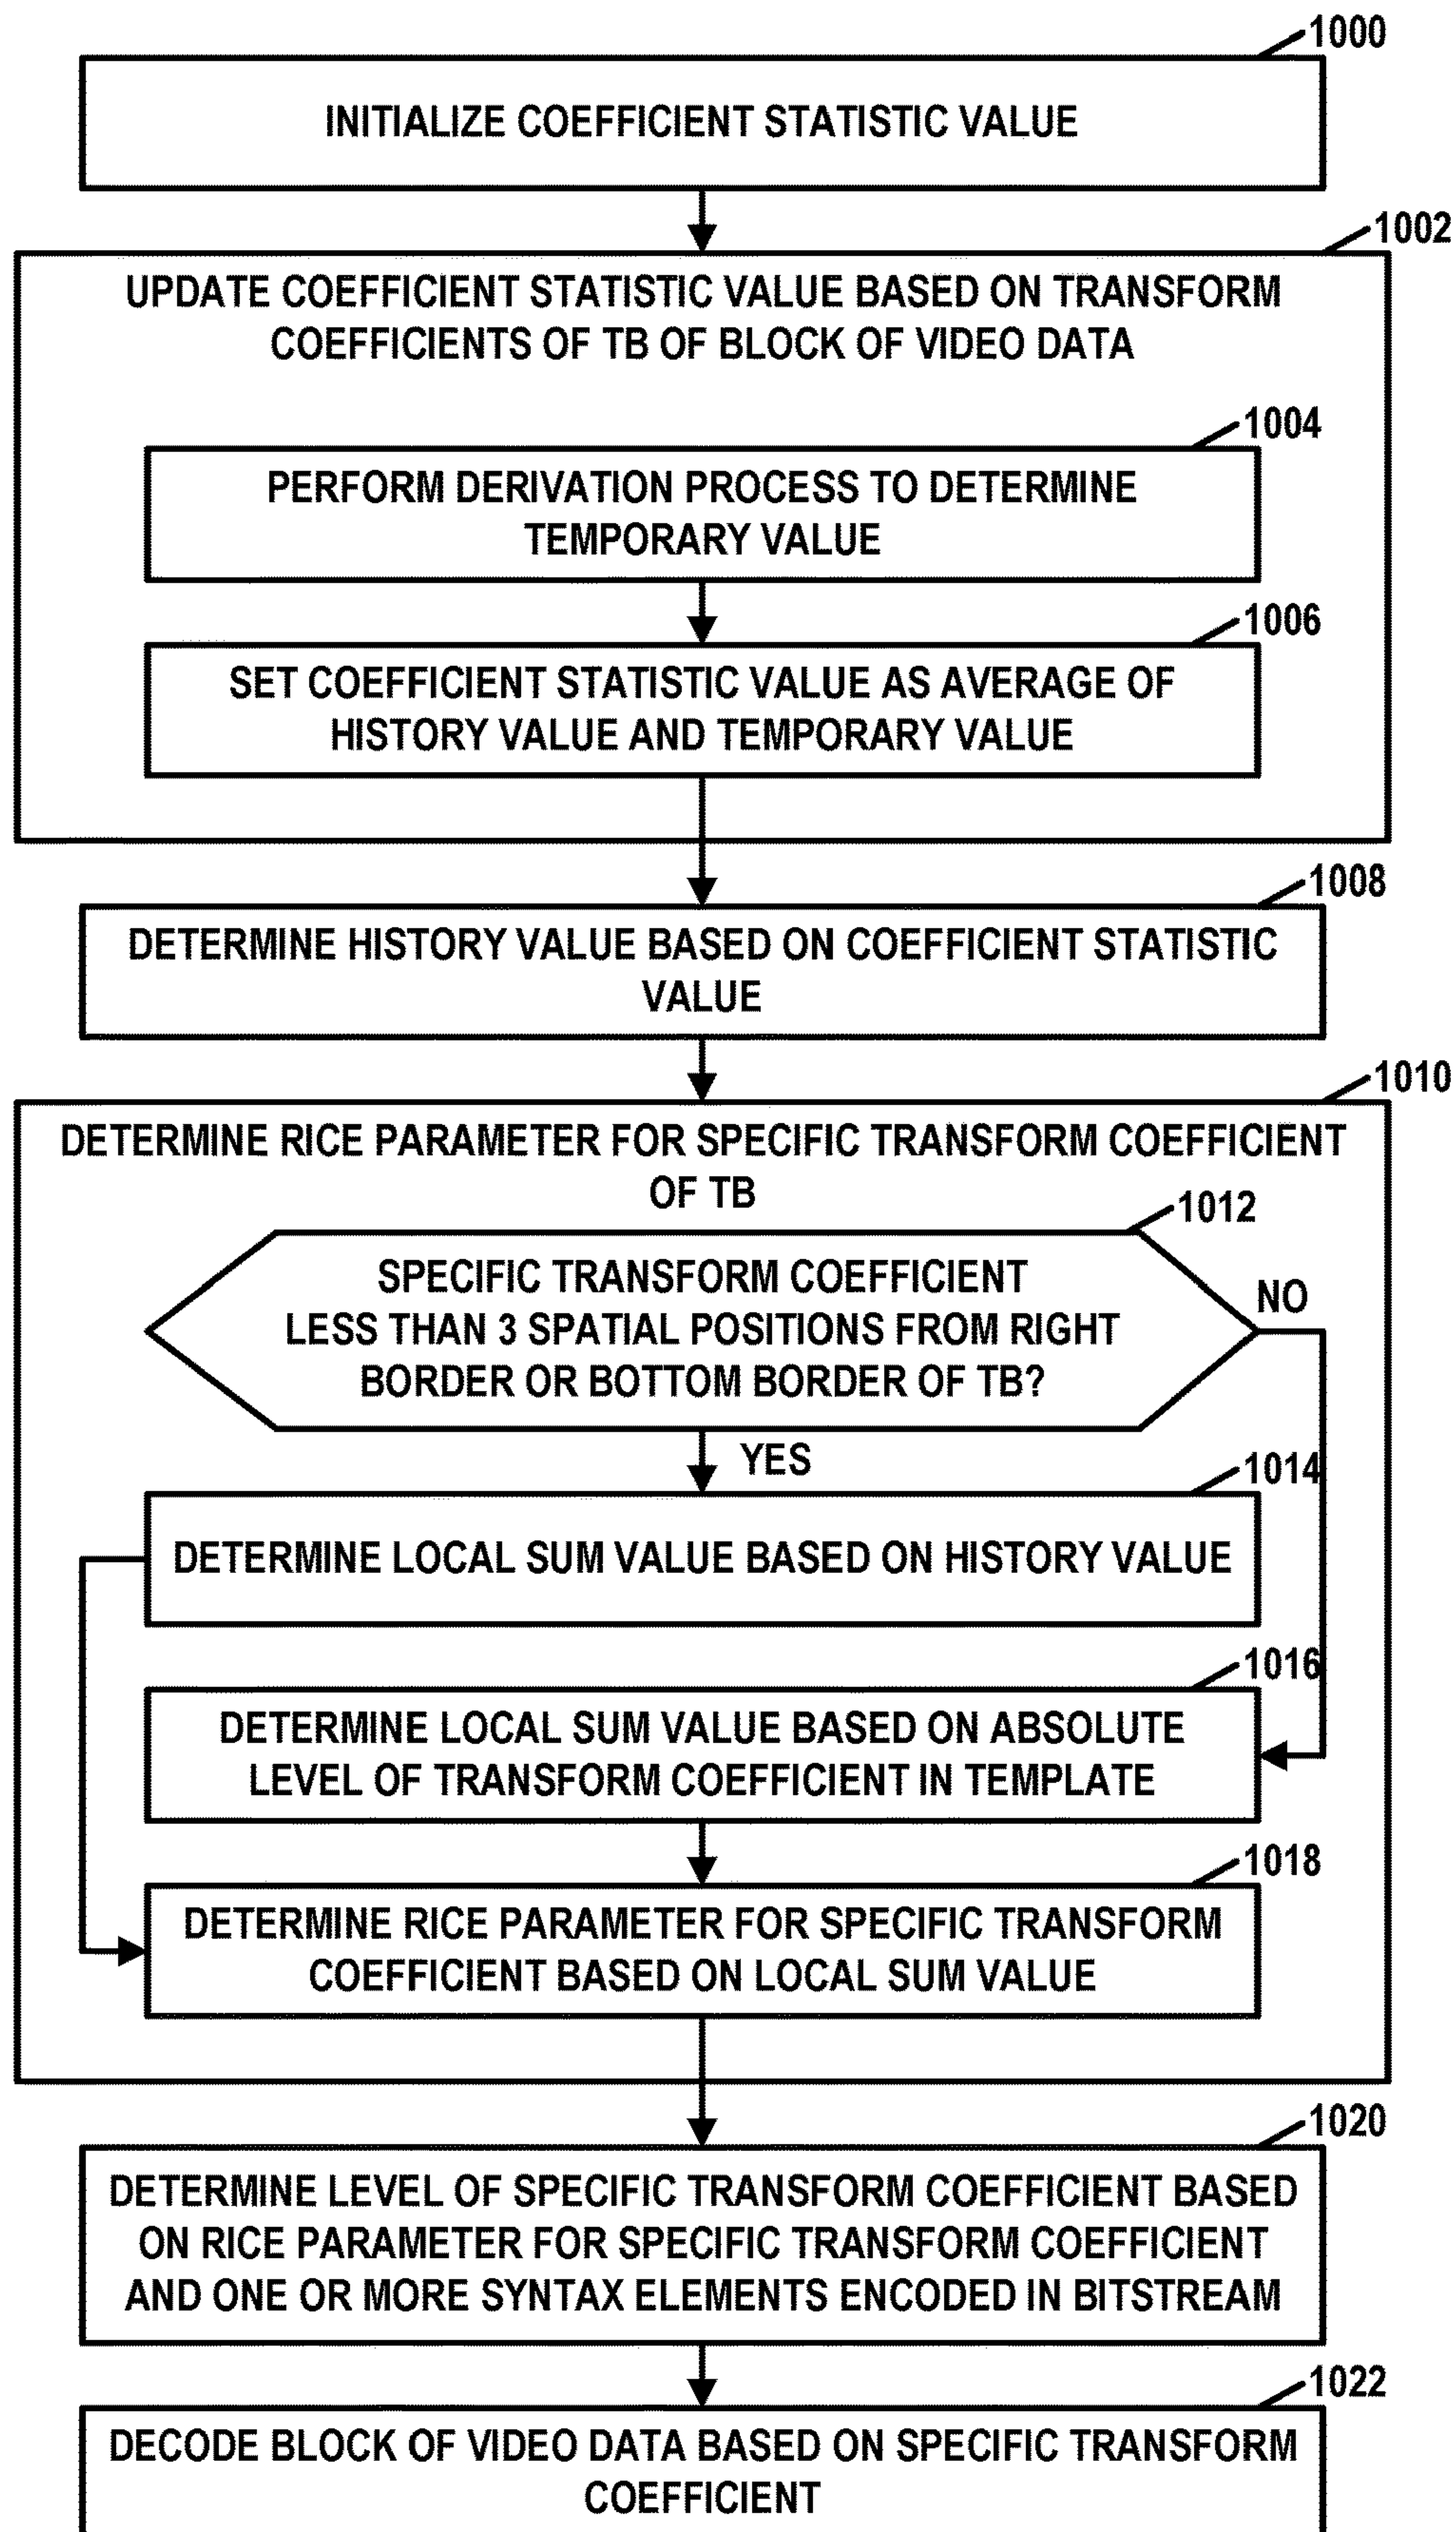 1000
INITIALIZE COEFFICIENT STATISTIC VALUE
1002
UPDATE COEFFICIENT STATISTIC VALUE BASED ON TRANSFORM
COEFFICIENTS OF TB OF BLOCK OF VIDEO DATA
1004
PERFORM DERIVATION PROCESS TO DETERMINE
TEMPORARY VALUE
1006
SET COEFFICIENT STATISTIC VALUE AS AVERAGE OF
HISTORY VALUE AND TEMPORARY VALUE
1008
DETERMINE HISTORY VALUE BASED ON COEFFICIENT STATISTIC
VALUE
1010
DETERMINE RICE PARAMETER FOR SPECIFIC TRANSFORM COEFFICIENT
OF TB
1012
SPECIFIC TRANSFORM COEFFICIENT
LESS THAN 3 SPATIAL POSITIONS FROM RIGHT
BORDER OR BOTTOM BORDER OF TB?
NO
YES
1014
DETERMINE LOCAL SUM VALUE BASED ON HISTORY VALUE
1016
DETERMINE LOCAL SUM VALUE BASED ON ABSOLUTE
LEVEL OF TRANSFORM COEFFICIENT IN TEMPLATE
1018
DETERMINE RICE PARAMETER FOR SPECIFIC TRANSFORM
COEFFICIENT BASED ON LOCAL SUM VALUE
1020
DETERMINE LEVEL OF SPECIFIC TRANSFORM COEFFICIENT BASED
ON RICE PARAMETER FOR SPECIFIC TRANSFORM COEFFICIENT
AND ONE OR MORE SYNTAX ELEMENTS ENCODED IN BITSTREAM
1022
DECODE BLOCK OF VIDEO DATA BASED ON SPECIFIC TRANSFORM
COEFFICIENT